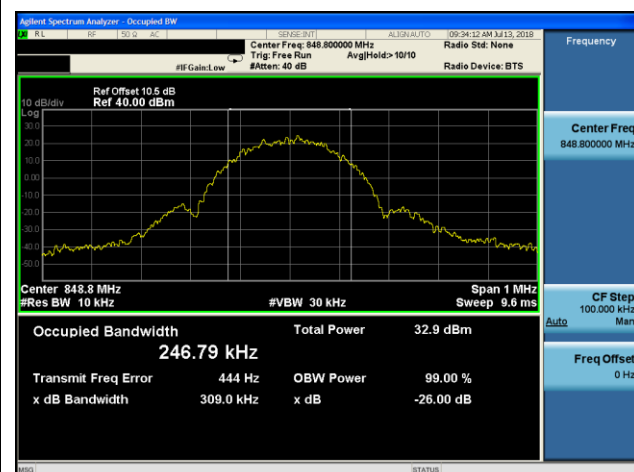 Agilent Spectrum Analyzer - Occupied BW
LXI RL RF 50 Ω AC SENSE:INT ALIGNAUTO 09:34:12 AM Jul 13, 2018
Center Freq: 848.800000 MHz Radio Std: None
Trig: Free Run Avg|Hold:> 10/10
#IFGain:Low #Atten: 40 dB Radio Device: BTS
Frequency
Ref Offset 10.5 dB
10 dB/div Ref 40.00 dBm
Log
30.0
20.0
10.0
0.00
-10.0
-20.0
-30.0
-40.0
-50.0
Center 848.8 MHz Span 1 MHz
#Res BW 10 kHz #VBW 30 kHz Sweep 9.6 ms
Occupied Bandwidth Total Power 32.9 dBm
246.79 kHz
Transmit Freq Error 444 Hz OBW Power 99.00 %
x dB Bandwidth 309.0 kHz x dB -26.00 dB
Center Freq
848.800000 MHz
CF Step
100.000 kHz
Auto Man
Freq Offset
0 Hz
MSG STATUS